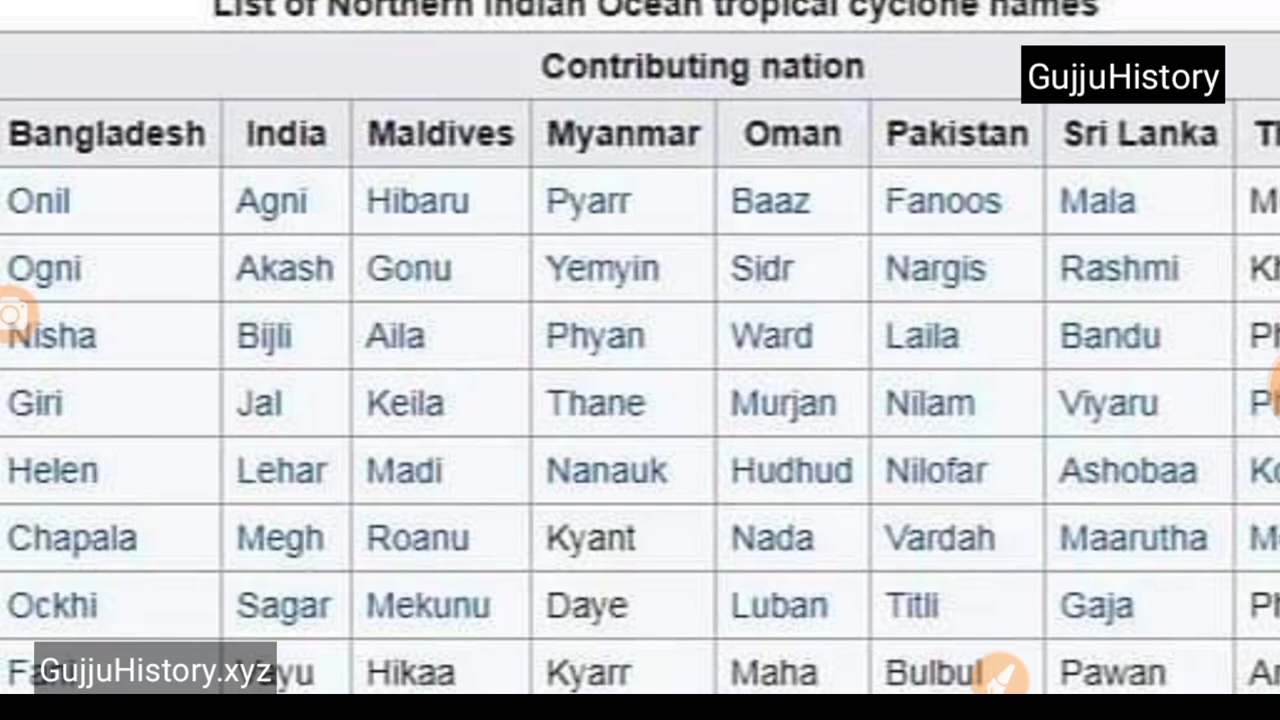 List of Northern Indian Ocean tropical cyclone names
Contributing nation
GujjuHistory
Bangladesh India Maldives Myanmar Oman Pakistan Sri Lanka
Onil Agni Hibaru Pyarr Baaz Fanoos Mala
Ogni Akash Gonu Yemyin Sidr Nargis Rashmi
Nisha Bijli Aila Phyan Ward Laila Bandu
Giri Jal Keila Thane Murjan Nilam Viyaru
Helen Lehar Madi Nanauk Hudhud Nilofar Ashobaa
Chapala Megh Roanu Kyant Nada Vardah Maarutha
Ockhi Sagar Mekunu Daye Luban Titli Gaja
Hikaa Kyarr Maha Bulbul Pawan
GujjuHistory.xyz